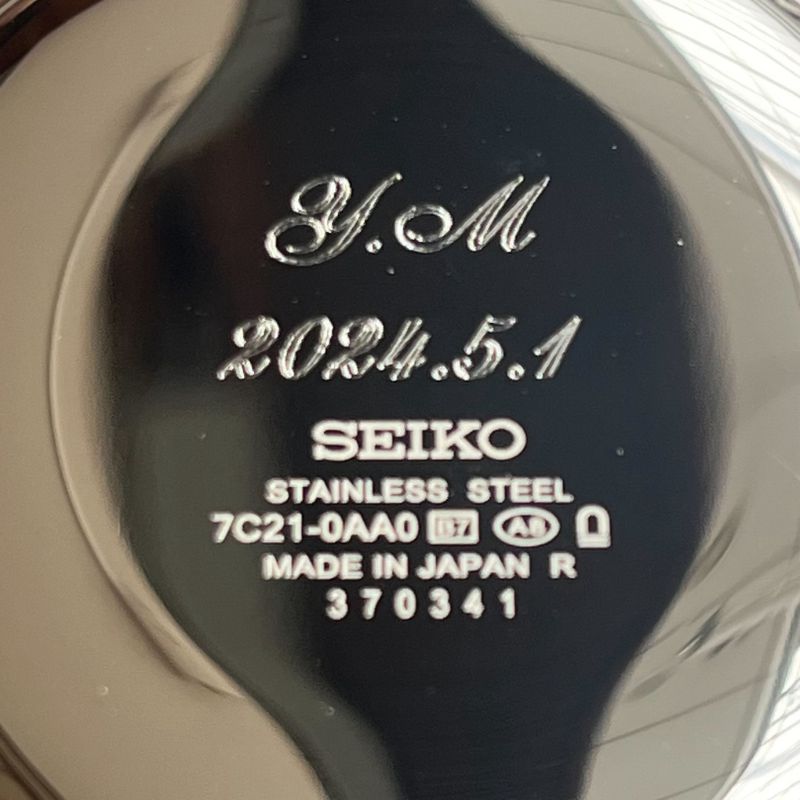 Y.M
2024.5.1
SEIKO
STAINLESS STEEL
7C21-0AA0 B7 A8
MADE IN JAPAN R
370341